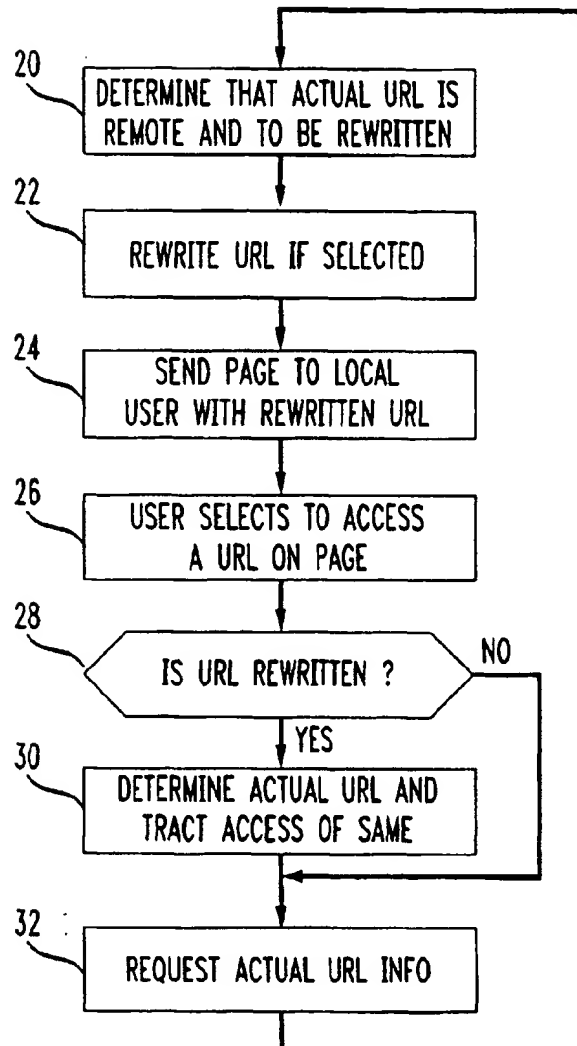 20
DETERMINE THAT ACTUAL URL IS
REMOTE AND TO BE REWRITTEN
22
REWRITE URL IF SELECTED
24
SEND PAGE TO LOCAL
USER WITH REWRITTEN URL
26
USER SELECTS TO ACCESS
A URL ON PAGE
28
IS URL REWRITTEN ?
NO
YES
30
DETERMINE ACTUAL URL AND
TRACT ACCESS OF SAME
32
REQUEST ACTUAL URL INFO